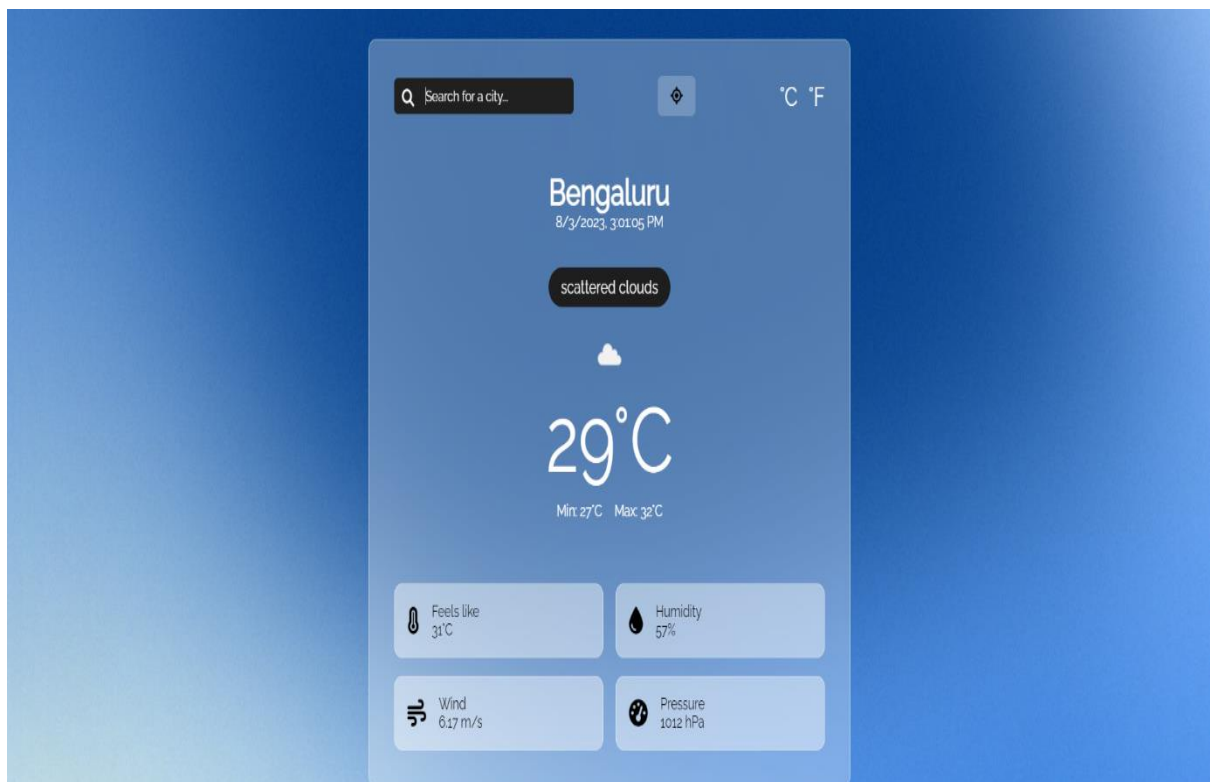 Search for a city...
°C °F
Bengaluru
8/3/2023, 3:01:05 PM
scattered clouds
29°C
Min: 27°C Max: 32°C
Feels like
31°C
Humidity
57%
Wind
6.17 m/s
Pressure
1012 hPa